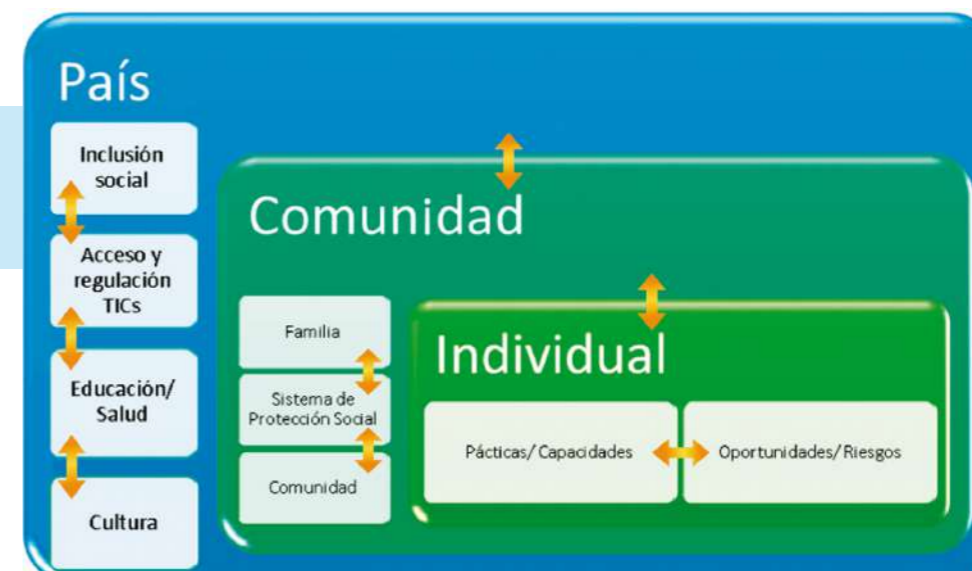 País
Inclusión
social
Acceso y
regulación
TICs
Educación/
Salud
Cultura
Comunidad
Familia
Sistema de
Protección Social
Comunidad
Individual
Pácticas/Capacidades
Oportunidades/Riesgos